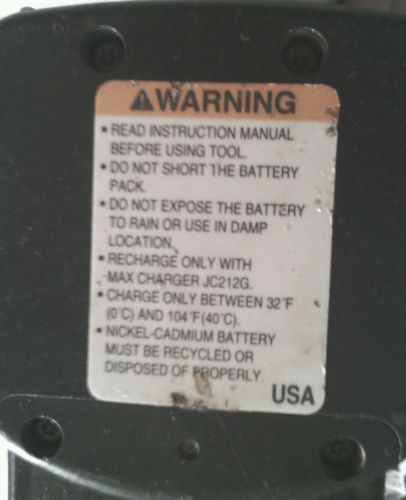 ⚠WARNING
• READ INSTRUCTION MANUAL
BEFORE USING TOOL.
• DO NOT SHORT THE BATTERY
PACK.
• DO NOT EXPOSE THE BATTERY
TO RAIN OR USE IN DAMP
LOCATION.
• RECHARGE ONLY WITH
MAX CHARGER JC212G.
• CHARGE ONLY BETWEEN 32°F
(0°C) AND 104°F(40°C).
• NICKEL-CADMIUM BATTERY
MUST BE RECYCLED OR
DISPOSED OF PROPERLY.
USA